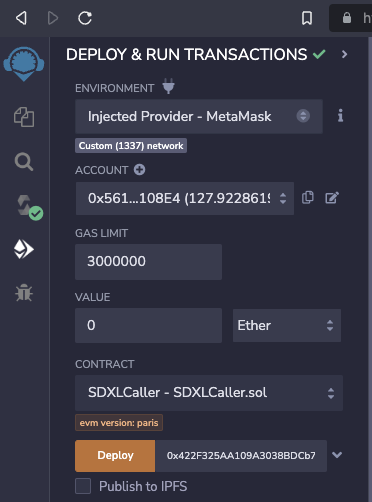 DEPLOY & RUN TRANSACTIONS
ENVIRONMENT
Injected Provider - MetaMask
Custom (1337) network
ACCOUNT
0x561...108E4 (127.9228619
GAS LIMIT
3000000
VALUE
0 Ether
CONTRACT
SDXLCaller - SDXLCaller.sol
evm version: paris
Deploy 0x422F325AA109A3038BDCb7
Publish to IPFS